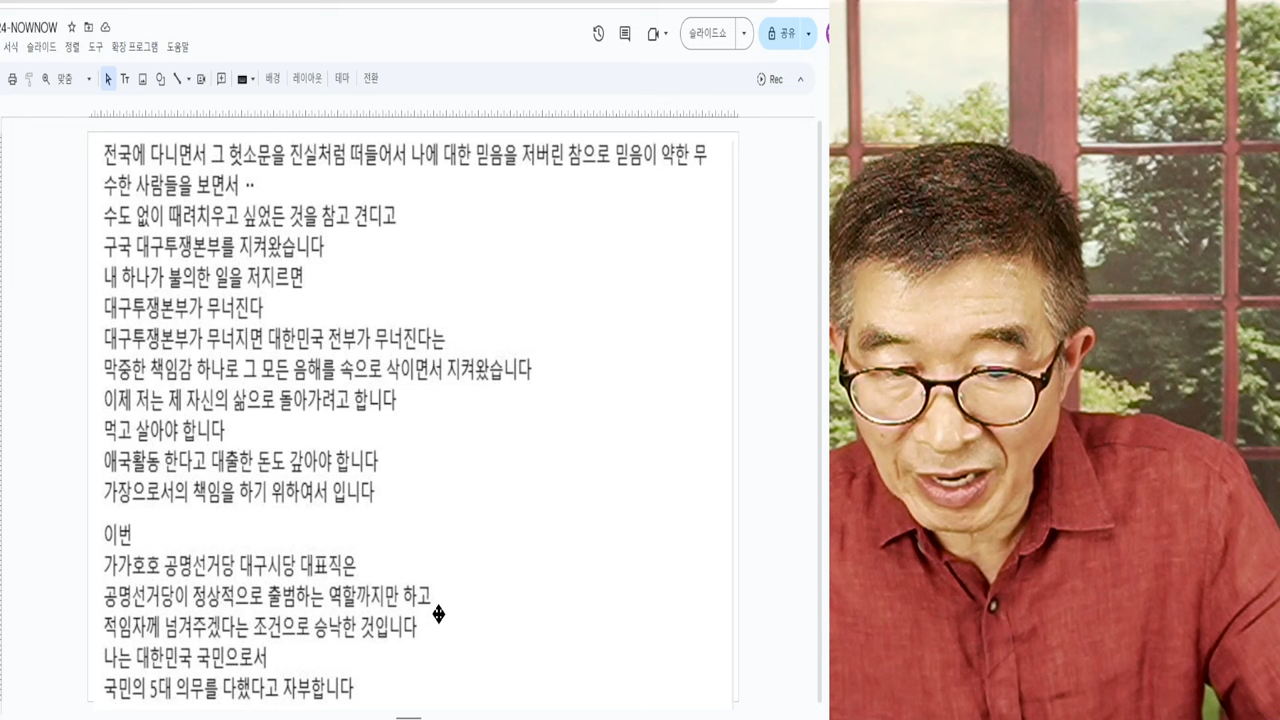 24-NOWNOW
서식 슬라이드 정렬 도구 확장 프로그램 도움말
슬라이드쇼
공유
맞춤
Tт
배경 레이아웃 테마 전환
Rec
전국에 다니면서 그 헛소문을 진실처럼 떠들어서 나에 대한 믿음을 저버린 참으로 믿음이 약한 무
수한 사람들을 보면서 ··
수도 없이 때려치우고 싶었든 것을 참고 견디고
구국 대구투쟁본부를 지켜왔습니다
내 하나가 불의한 일을 저지르면
대구투쟁본부가 무너진다
대구투쟁본부가 무너지면 대한민국 전부가 무너진다는
막중한 책임감 하나로 그 모든 음해를 속으로 삭이면서 지켜왔습니다
이제 저는 제 자신의 삶으로 돌아가려고 합니다
먹고 살아야 합니다
애국활동 한다고 대출한 돈도 갚아야 합니다
가장으로서의 책임을 하기 위하여서 입니다
이번
가가호호 공명선거당 대구시당 대표직은
공명선거당이 정상적으로 출범하는 역할까지만 하고
적임자께 넘겨주겠다는 조건으로 승낙한 것입니다
나는 대한민국 국민으로서
국민의 5대 의무를 다했다고 자부합니다